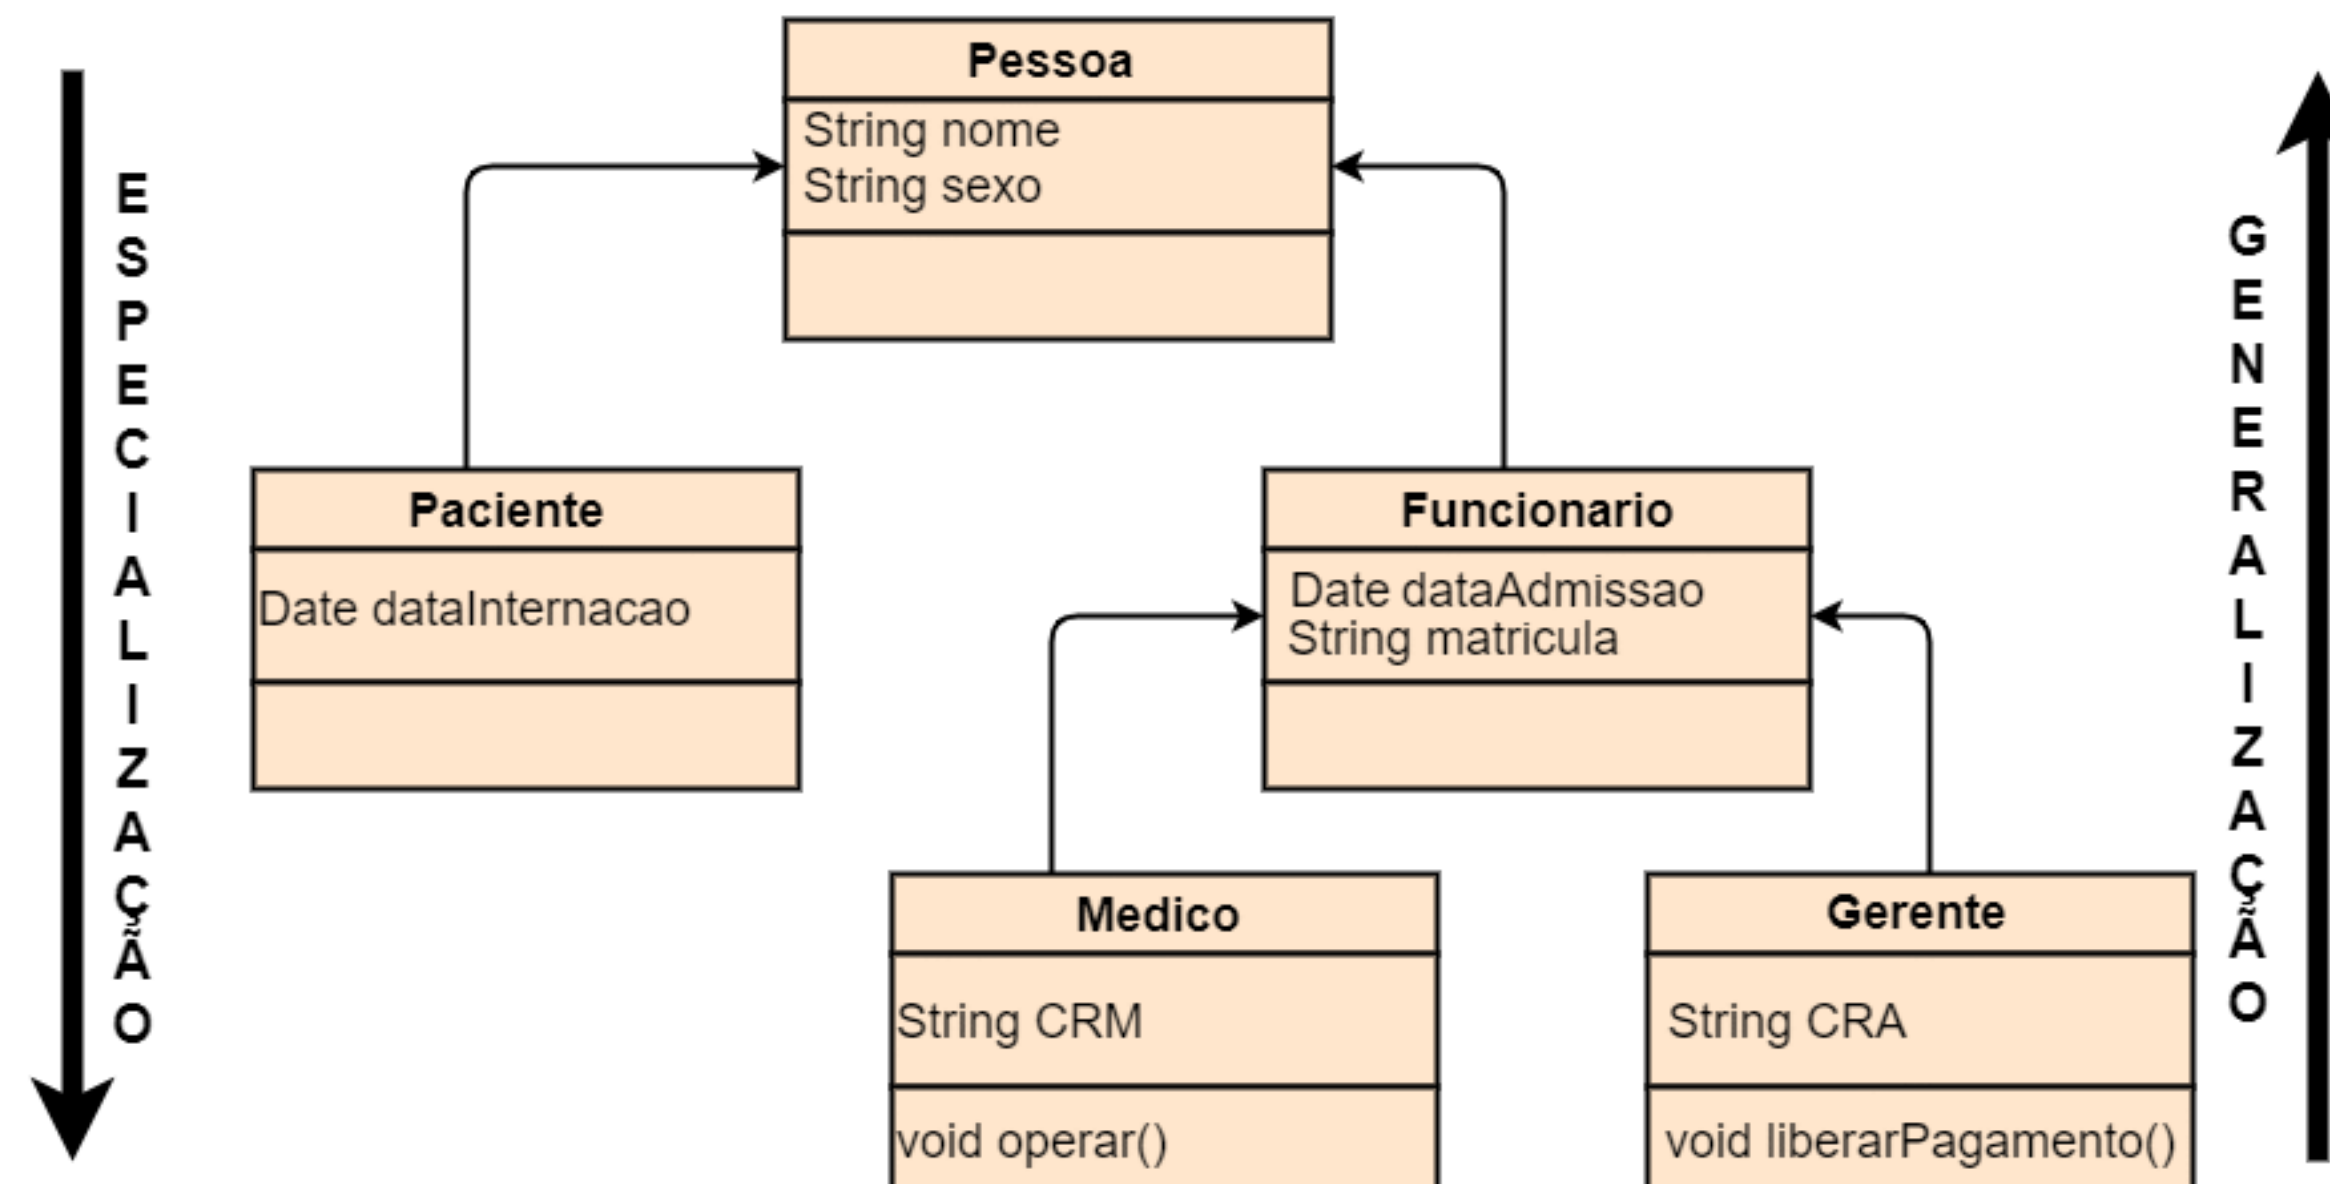 Pessoa
String nome
String sexo
ESPECIALIZAÇÃO
GENERALIZAÇÃO
Paciente
Date dataInternacao
Funcionario
Date dataAdmissao
String matricula
Medico
String CRM
void operar()
Gerente
String CRA
void liberarPagamento()